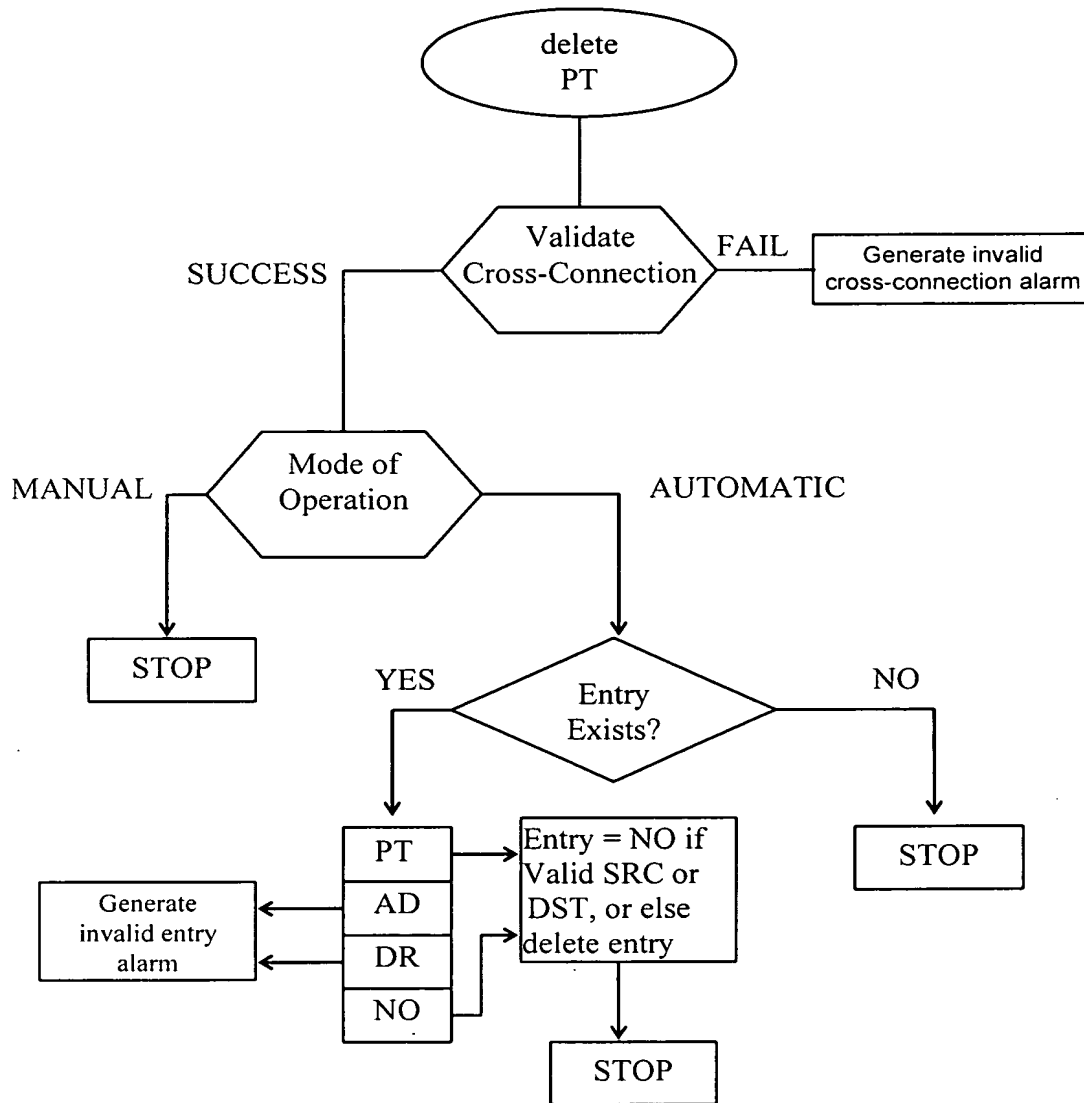 delete
PT
Validate
Cross-Connection
FAIL
Generate invalid
cross-connection alarm
SUCCESS
Mode of
Operation
MANUAL
AUTOMATIC
STOP
Entry
Exists?
YES
NO
PT
AD
DR
NO
Entry = NO if
Valid SRC or
DST, or else
delete entry
STOP
Generate
invalid entry
alarm
STOP